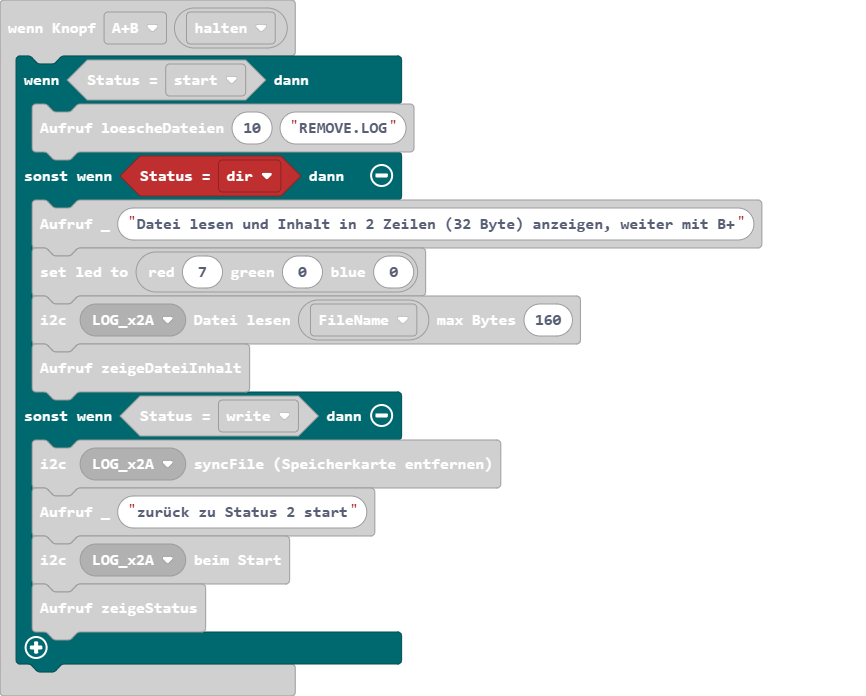 wenn Knopf A+B halten
wenn Status = start dann
Aufruf loescheDateien 10 "REMOVE.LOG"
sonst wenn Status = dir dann
Aufruf _ "Datei lesen und Inhalt in 2 Zeilen (32 Byte) anzeigen, weiter mit B+"
set led to red 7 green 0 blue 0
i2c LOG_x2A Datei lesen FileName max Bytes 160
Aufruf zeigeDateiInhalt
sonst wenn Status = write dann
i2c LOG_x2A syncFile (Speicherkarte entfernen)
Aufruf _ "zurück zu Status 2 start"
i2c LOG_x2A beim Start
Aufruf zeigeStatus